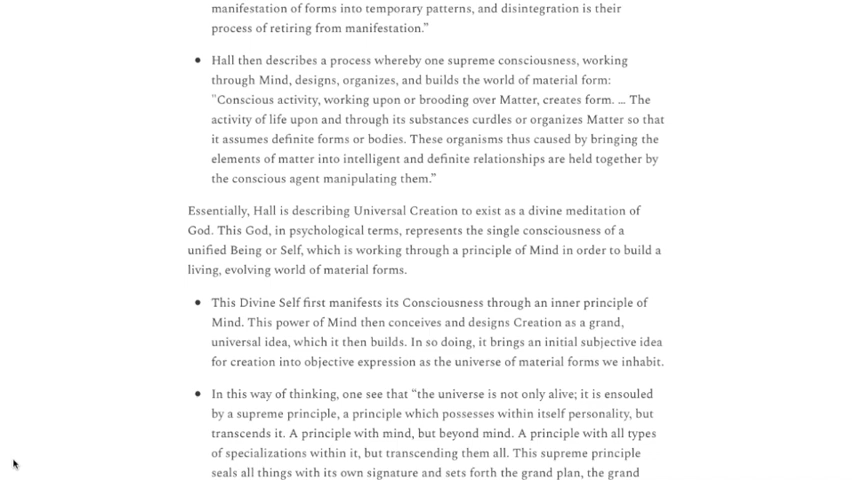 manifestation of forms into temporary patterns, and disintegration is their
process of retiring from manifestation.”
• Hall then describes a process whereby one supreme consciousness, working
through Mind, designs, organizes, and builds the world of material form:
"Conscious activity, working upon or brooding over Matter, creates form. … The
activity of life upon and through its substances curdles or organizes Matter so that
it assumes definite forms or bodies. These organisms thus caused by bringing the
elements of matter into intelligent and definite relationships are held together by
the conscious agent manipulating them.”
Essentially, Hall is describing Universal Creation to exist as a divine meditation of
God. This God, in psychological terms, represents the single consciousness of a
unified Being or Self, which is working through a principle of Mind in order to build a
living, evolving world of material forms.
• This Divine Self first manifests its Consciousness through an inner principle of
Mind. This power of Mind then conceives and designs Creation as a grand,
universal idea, which it then builds. In so doing, it brings an initial subjective idea
for creation into objective expression as the universe of material forms we inhabit.
• In this way of thinking, one see that “the universe is not only alive; it is ensouled
by a supreme principle, a principle which possesses within itself personality, but
transcends it. A principle with mind, but beyond mind. A principle with all types
of specializations within it, but transcending them all. This supreme principle
seals all things with its own signature and sets forth the grand plan, the grand